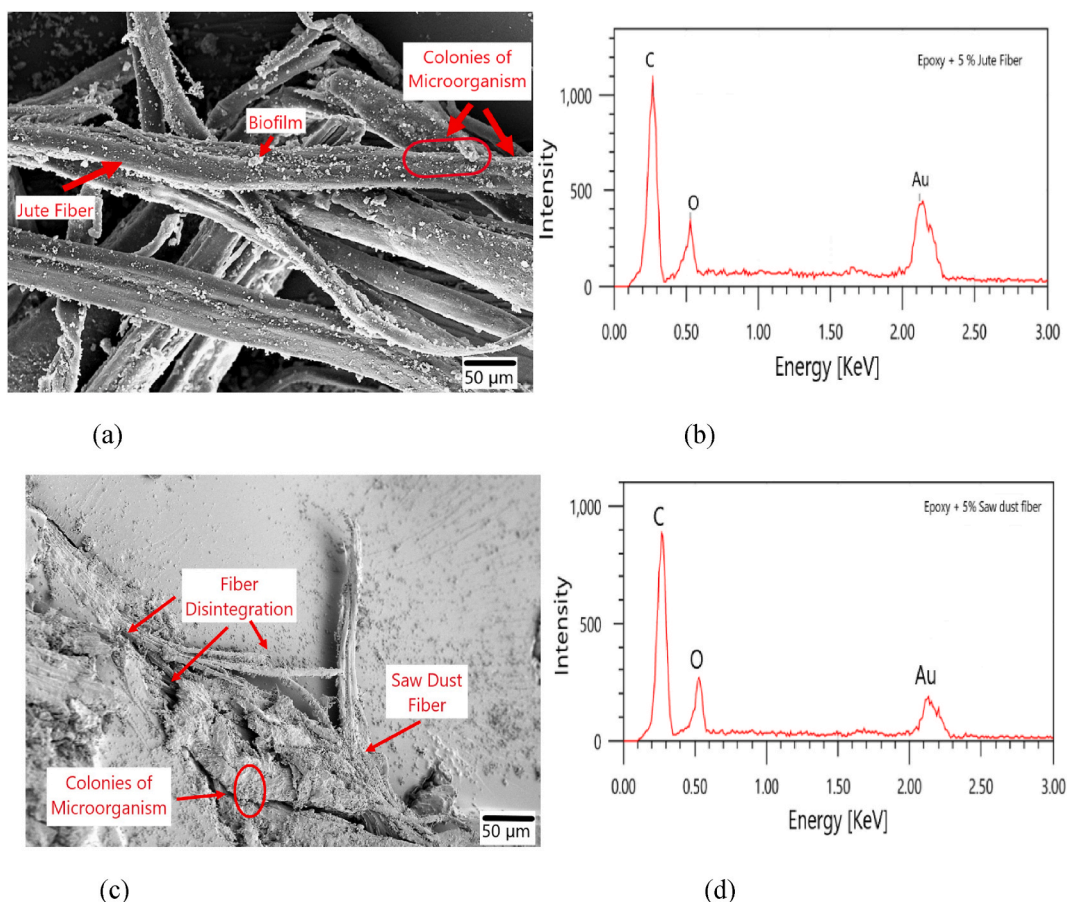 Colonies of
Microorganism
Biofilm
Jute Fiber
50 µm
(a)
Epoxy + 5 % Jute Fiber
C
O
Au
1,000
500
0
Intensity
0.00 0.50 1.00 1.50 2.00 2.50 3.00
Energy [KeV]
(b)
Fiber
Disintegration
Saw Dust
Fiber
Colonies of
Microorganism
50 µm
(c)
Epoxy + 5% Saw dust fiber
C
O
Au
1,000
500
0
Intensity
0.00 0.50 1.00 1.50 2.00 2.50 3.00
Energy [KeV]
(d)